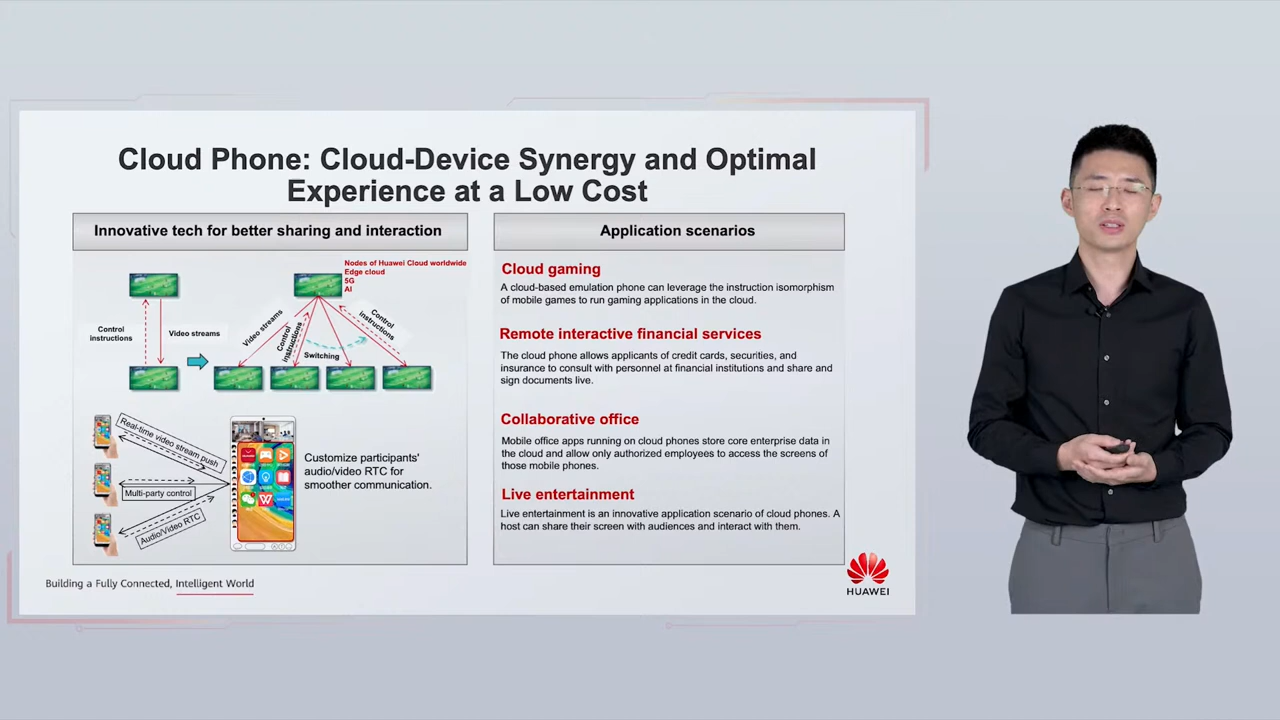 Cloud Phone: Cloud-Device Synergy and Optimal
Experience at a Low Cost
Innovative tech for better sharing and interaction
Nodes of Huawei Cloud worldwide
Edge cloud
5G
AI
Control
instructions
Video streams
Video streams
Control
instructions
Control
instructions
Switching
Real-time video stream push
Multi-party control
Audio/Video RTC
Customize participants'
audio/video RTC for
smoother communication.
Application scenarios
Cloud gaming
A cloud-based emulation phone can leverage the instruction isomorphism
of mobile games to run gaming applications in the cloud.
Remote interactive financial services
The cloud phone allows applicants of credit cards, securities, and
insurance to consult with personnel at financial institutions and share and
sign documents live.
Collaborative office
Mobile office apps running on cloud phones store core enterprise data in
the cloud and allow only authorized employees to access the screens of
those mobile phones.
Live entertainment
Live entertainment is an innovative application scenario of cloud phones. A
host can share their screen with audiences and interact with them.
Building a Fully Connected, Intelligent World
HUAWEI